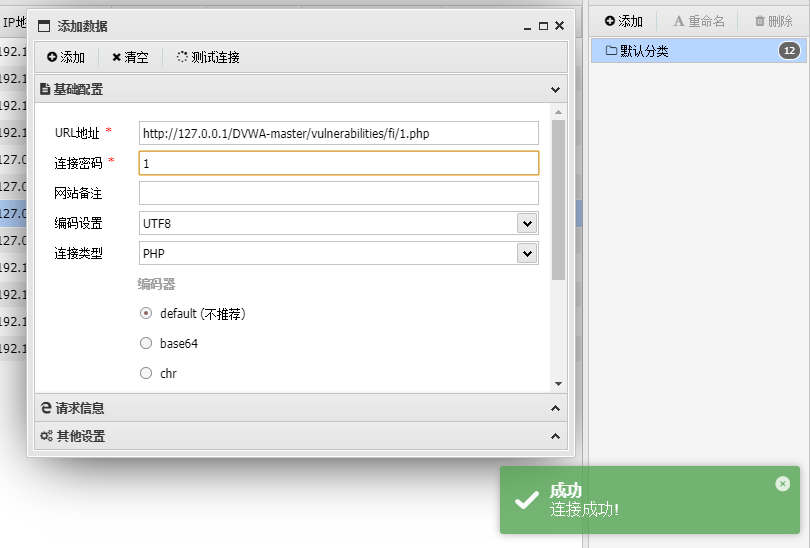 IP地
添加数据
添加 清空 测试连接
基础配置
URL地址 * http://127.0.0.1/DVWA-master/vulnerabilities/fi/1.php
连接密码 * 1
网站备注
编码设置 UTF8
连接类型 PHP
编码器
default (不推荐)
base64
chr
请求信息
其他设置
192.1
192.1
192.1
192.1
127.0
127.0
127.0
127.0
192.1
192.1
192.1
192.1
添加 重命名 删除
默认分类 12
成功
连接成功!